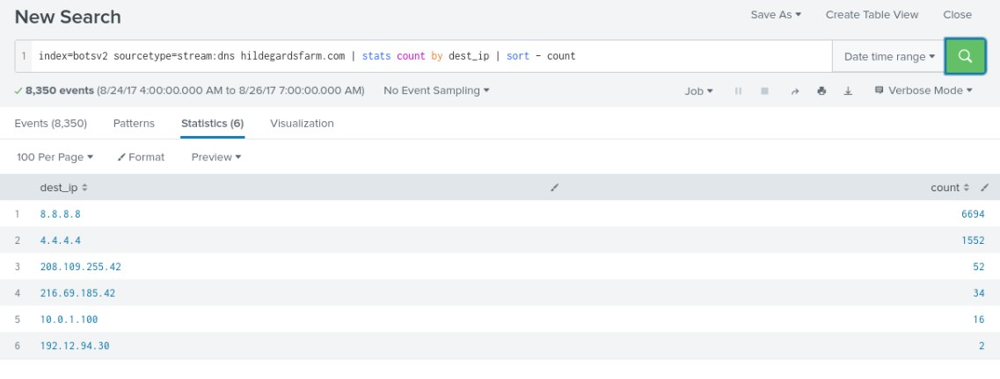 New Search
Save As Create Table View Close
1 index=botsv2 sourcetype=stream:dns hildegardsfarm.com | stats count by dest_ip | sort - count
Date time range
8,350 events (8/24/17 4:00:00.000 AM to 8/26/17 7:00:00.000 AM) No Event Sampling Job Verbose Mode
Events (8,350) Patterns Statistics (6) Visualization
100 Per Page Format Preview
dest_ip count
1 8.8.8.8 6694
2 4.4.4.4 1552
3 208.109.255.42 52
4 216.69.185.42 34
5 10.0.1.100 16
6 192.12.94.30 2